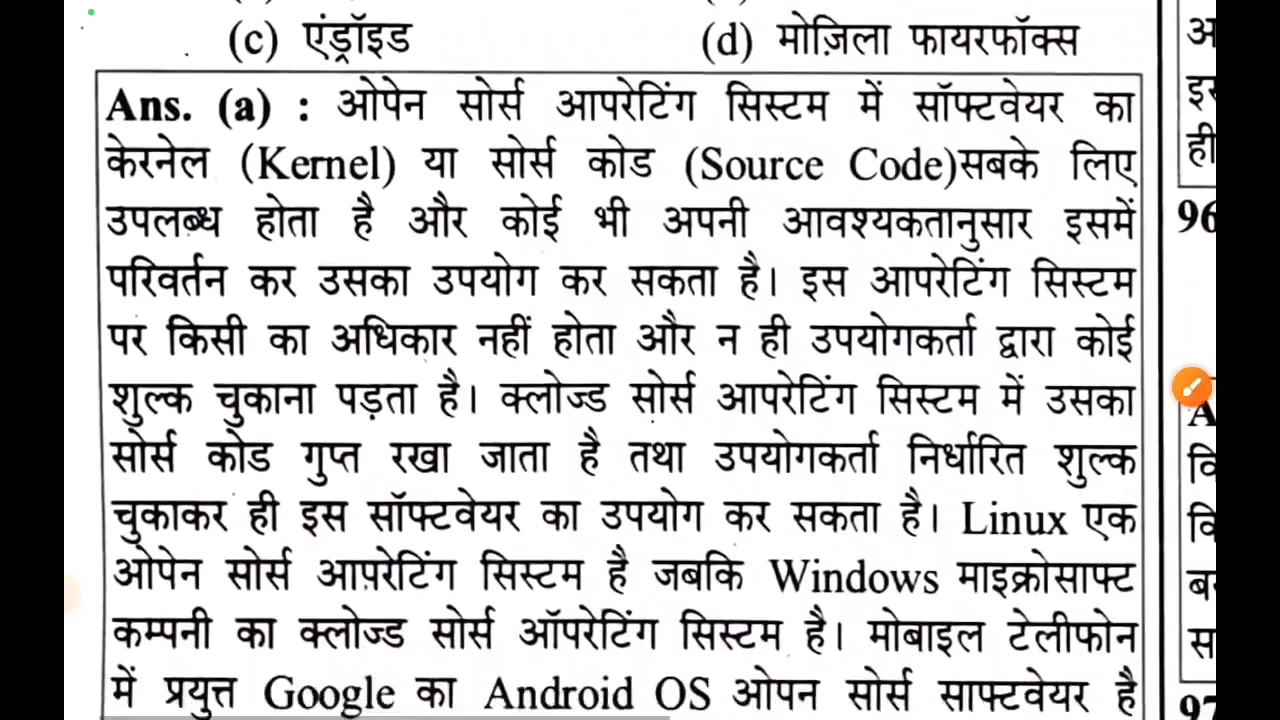 (c) एंड्रॉइड
(d) मोज़िला फायरफॉक्स
Ans. (a) : ओपेन सोर्स आपरेटिंग सिस्टम में सॉफ्टवेयर का
केरनेल (Kernel) या सोर्स कोड (Source Code)सबके लिए
उपलब्ध होता है और कोई भी अपनी आवश्यकतानुसार इसमें
परिवर्तन कर उसका उपयोग कर सकता है। इस आपरेटिंग सिस्टम
पर किसी का अधिकार नहीं होता और न ही उपयोगकर्ता द्वारा कोई
शुल्क चुकाना पड़ता है। क्लोज्ड सोर्स आपरेटिंग सिस्टम में उसका
सोर्स कोड गुप्त रखा जाता है तथा उपयोगकर्ता निर्धारित शुल्क
चुकाकर ही इस सॉफ्टवेयर का उपयोग कर सकता है। Linux एक
ओपेन सोर्स आपरेटिंग सिस्टम है जबकि Windows माइक्रोसाफ्ट
कम्पनी का क्लोज्ड सोर्स ऑपरेटिंग सिस्टम है। मोबाइल टेलीफोन
में प्रयुक्त Google का Android OS ओपन सोर्स साफ्टवेयर है
ही
96
A
97